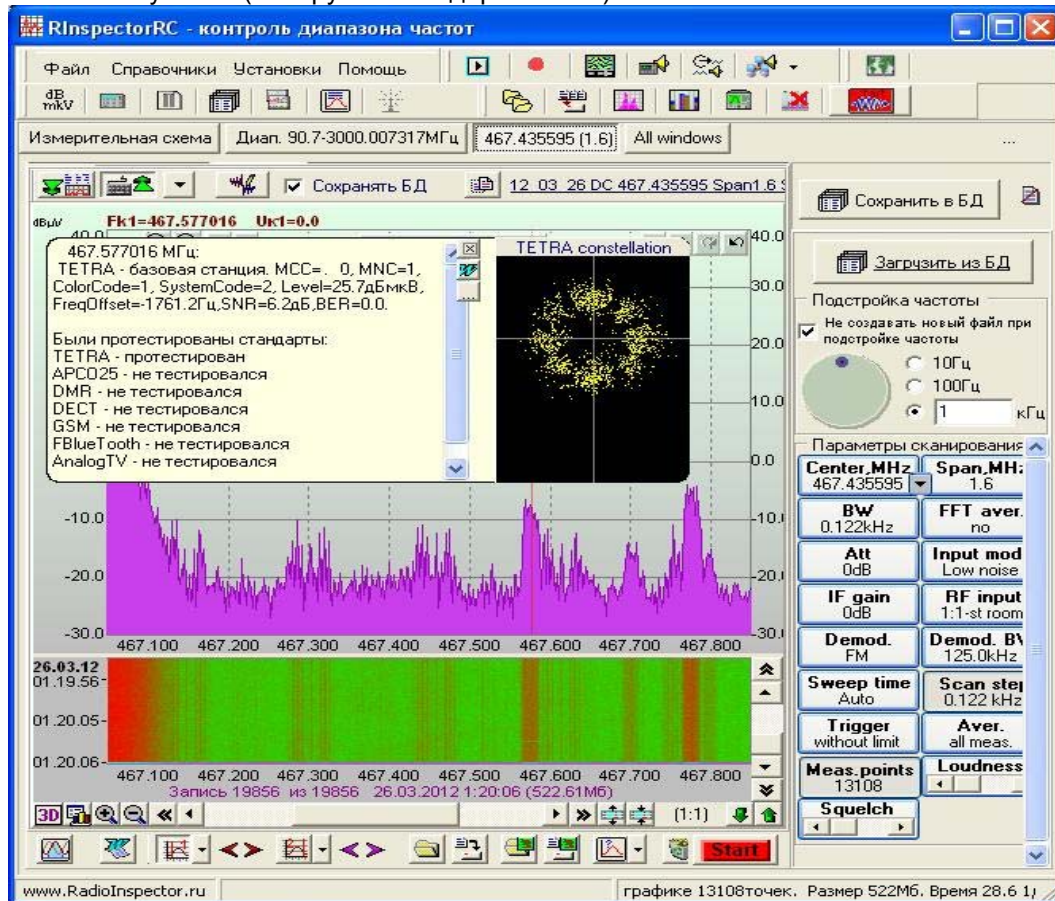 RInspectorRC - контроль диапазона частот
Файл Справочники Установки Помощь
dB mkV
Измерительная схема Диап. 90.7-3000.007317МГц 467.435595 (1.6) All windows ...
Сохранять БД 12_03_26 DC 467.435595 Span1.6
Сохранить в БД
dBµV Fk1=467.577016 Uк1=0.0
40.0 40.0
467.577016 МГц:
TETRA - базовая станция. MCC=. 0, MNC=1,
ColorCode=1, SystemCode=2, Level=25.7дБмкВ,
FreqOffset=-1761.2Гц,SNR=6.2дБ,BER=0.0.
Были протестированы стандарты:
TETRA - протестирован
APCO25 - не тестировался
DMR - не тестировался
DECT - не тестировался
GSM - не тестировался
FBlueTooth - не тестировался
AnalogTV - не тестировался
...
TETRA constellation
30.0
20.0
10.0
0.0
-10.0 -10.
-20.0 -20.
-30.0 -30.
467.100 467.200 467.300 467.400 467.500 467.600 467.700 467.800
26.03.12
01.19.56-
01.20.05-
01.20.06-
467.100 467.200 467.300 467.400 467.500 467.600 467.700 467.800
Запись 19856 из 19856 26.03.2012 1:20:06 (522.61Мб)
3D (1:1)
Start
Загрузить из БД
Подстройка частоты
Не создавать новый файл при
подстройке частоты
10Гц
100Гц
1 кГц
Параметры сканирования
Center,MHz Span,MH
467.435595 1.6
BW FFT aver.
0.122kHz no
Att Input mod
0dB Low noise
IF gain RF input
0dB 1:1-st room
Demod. Demod. B
FM 125.0kHz
Sweep time Scan ste
Auto 0.122 kHz
Trigger Aver.
without limit all meas.
Meas.points Loudness
13108
Squelch
www.RadioInspector.ru графике 13108точек. Размер 522Мб. Время 28.6